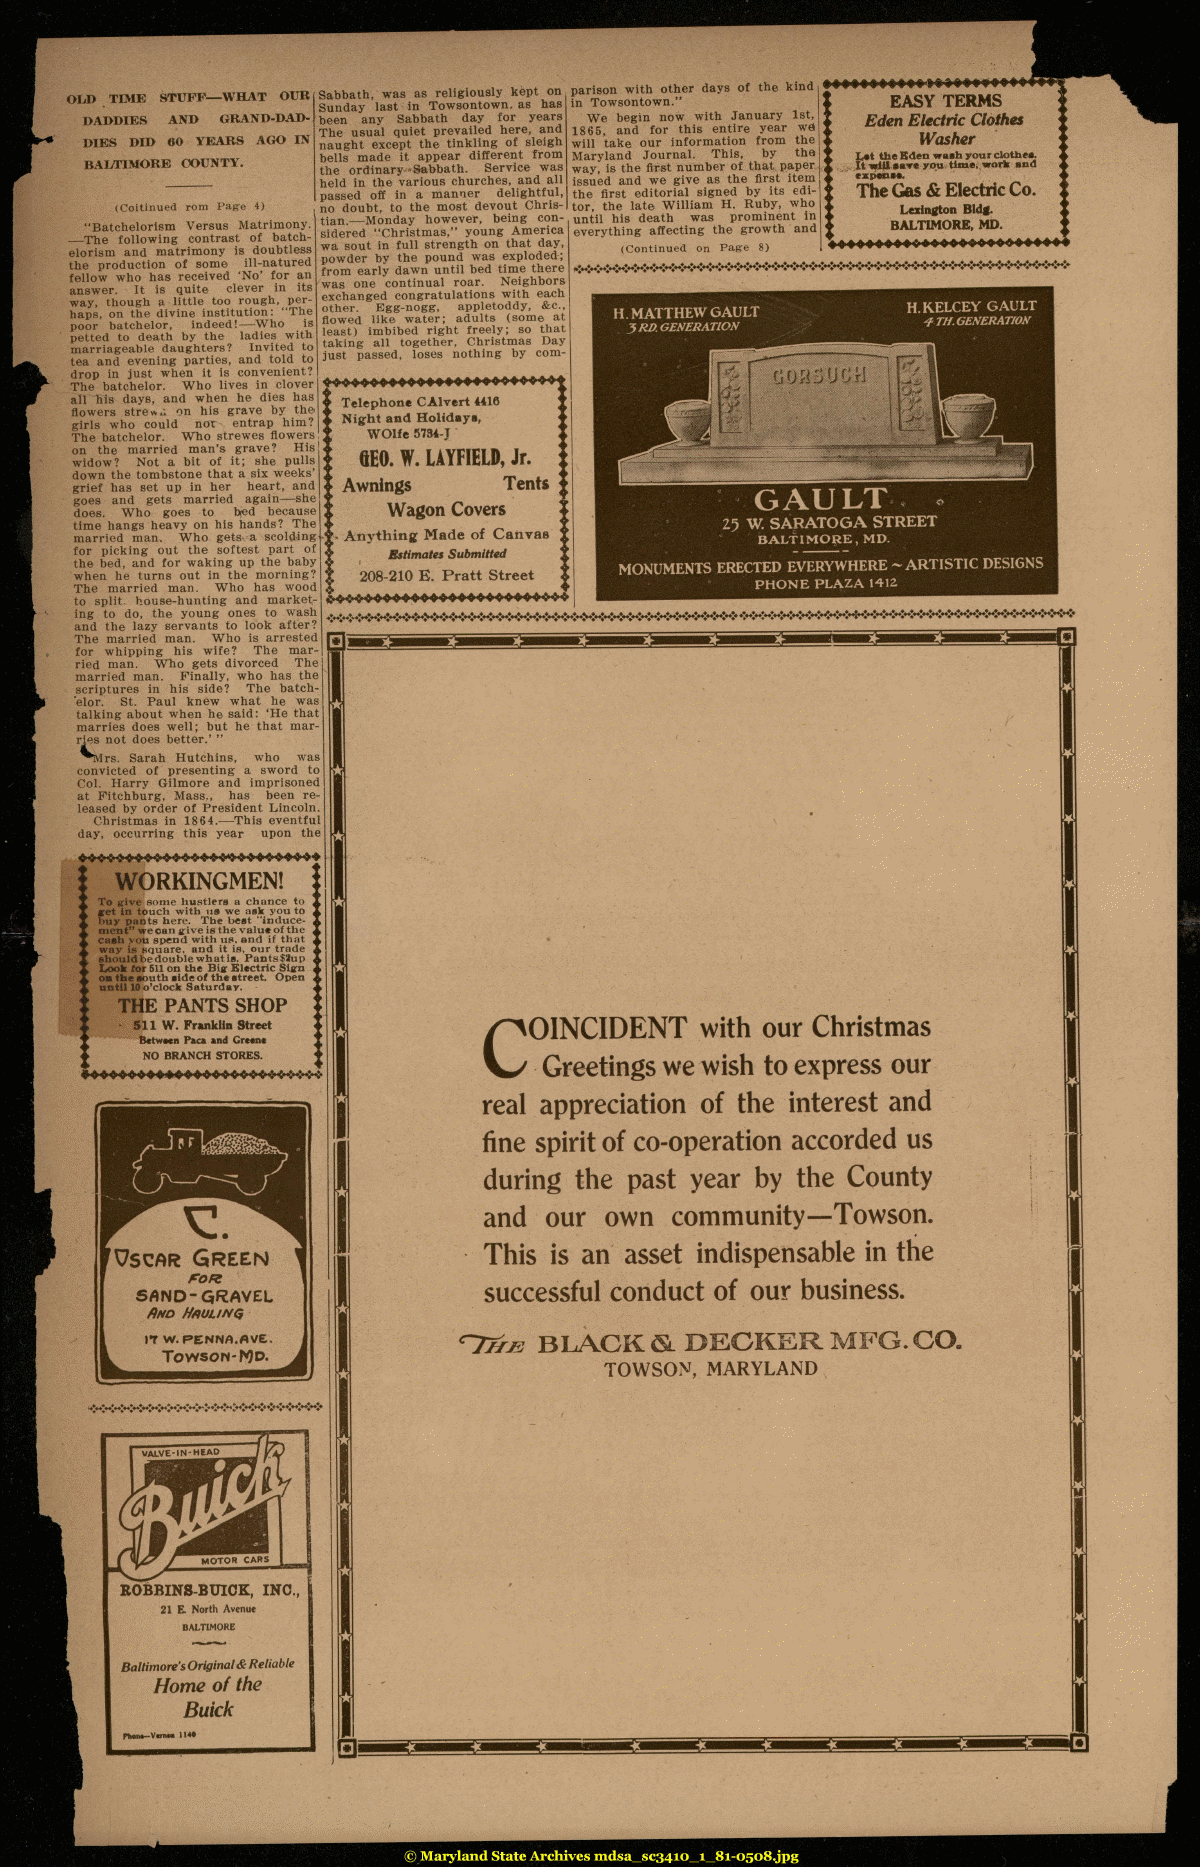 OLD TIME STUFF—WHAT OUR
DADDIES AND GRAND-DAD-
DIES DID 60 YEARS AGO IN
BALTIMORE COUNTY.
(Coitinued rom Page 4)
"Batchelorism Versus Matrimony.
—The following contrast of batch-
elorism and matrimony is doubtless
the production of some ill-natured
fellow who has received 'No' for an
answer. It is quite clever in its
way, though a little too rough, per-
haps, on the divine institution: "The
poor batchelor, indeed!—Who is
petted to death by the ladies with
marriageable daughters? Invited to
tea and evening parties, and told to
drop in just when it is convenient?
The batchelor. Who lives in clover
all his days, and when he dies has
flowers on his grave by the
girls who could not entrap him?
The batchelor. Who strewes flowers
on the married man's grave? His
widow? Not a bit of it; she pulls
down the tombstone that a six weeks'
grief has set up in her heart, and
goes and gets married again—she
does. Who goes to bed because
time hangs heavy on his hands? The
married man. Who gets a scolding
for picking out the softest part of
the bed, and for waking up the baby
when he turns out in the morning?
The married man. Who has wood
to split house-hunting and market-
ing to do, the young ones to wash
and the lazy servants to look after?
The married man. Who is arrested
for whipping his wife? The mar-
ried man. Who gets divorced The
married man. Finally, who has the
scriptures in his side? The batch-
elor. St. Paul knew what he was
talking about when he said: 'He that
marries does well; but he that mar-
ries not does better.' "
Mrs. Sarah Hutchins, who was
convicted of presenting a sword to
Col. Harry Gilmore and imprisoned
at Fitchburg, Mass., has been re-
leased by order of President Lincoln.
Christmas in 1864.—This eventful
day, occurring this year upon the
WORKINGMEN!
To give some hustlers a chance to
get in touch with us we ask you to
buy pants here. The best "induce-
ment" we can give is the value of the
cash you spend with us, and if that
way is square, and it is, our trade
should be double what is. Pants $2up
Look for 511 on the Big Electric Sign
on the south side of the street. Open
until 10 o'clock Saturday.
THE PANTS SHOP
511 W. Franklin Street
Between Paca and Greene
NO BRANCH STORES.
C.
OSCAR GREEN
FOR
SAND-GRAVEL
AND HAULING
17 W. PENNA. AVE.
TOWSON-MD.
VALVE-IN-HEAD
Buick
MOTOR CARS
ROBBINS-BUICK, INC.,
21 E. North Avenue
BALTIMORE
Baltimore's Original & Reliable
Home of the
Buick
Phone—Vernon 1140
Sabbath, was as religiously kept on
Sunday last in Towsontown. as has
been any Sabbath day for years
The usual quiet prevailed here, and
naught except the tinkling of sleigh
bells made it appear different from
the ordinary Sabbath. Service was
held in the various churches, and all
passed off in a manner delightful,
no doubt, to the most devout Chris-
tian.—Monday however, being con-
sidered "Christmas," young America
wa sout in full strength on that day,
powder by the pound was exploded;
from early dawn until bed time there
was one continual roar. Neighbors
exchanged congratulations with each
other. Egg-nogg, appletoddy, &c.,
flowed like water; adults (some at
least) imbibed right freely; so that
taking all together, Christmas Day
just passed, loses nothing by com-
Telephone CAlvert 4416
Night and Holidays,
WOlfe 5734-J
GEO. W. LAYFIELD, Jr.
Awnings Tents
Wagon Covers
Anything Made of Canvas
Estimates Submitted
208-210 E. Pratt Street
parison with other days of the kind
in Towsontown."
We begin now with January 1st,
1865, and for this entire year we
will take our information from the
Maryland Journal. This, by the
way, is the first number of that paper
issued and we give as the first item
the first editorial signed by its edi-
tor, the late William H. Ruby, who
until his death was prominent in
everything affecting the growth and
(Continued on Page 8)
EASY TERMS
Eden Electric Clothes
Washer
Let the Eden wash your clothes.
It will save you time, work and
expense.
The Gas & Electric Co.
Lexington Bldg.
BALTIMORE, MD.
H. MATTHEW GAULT
3 RD. GENERATION
H. KELCEY GAULT
4 TH. GENERATION
GORSUCH
GAULT
25 W. SARATOGA STREET
BALTIMORE, MD.
MONUMENTS ERECTED EVERYWHERE ~ ARTISTIC DESIGNS
PHONE PLAZA 1412
COINCIDENT with our Christmas
Greetings we wish to express our
real appreciation of the interest and
fine spirit of co-operation accorded us
during the past year by the County
and our own community—Towson.
This is an asset indispensable in the
successful conduct of our business.
THE BLACK & DECKER MFG. CO.
TOWSON, MARYLAND
© Maryland State Archives mdsa_sc3410_1_81-0508.jpg